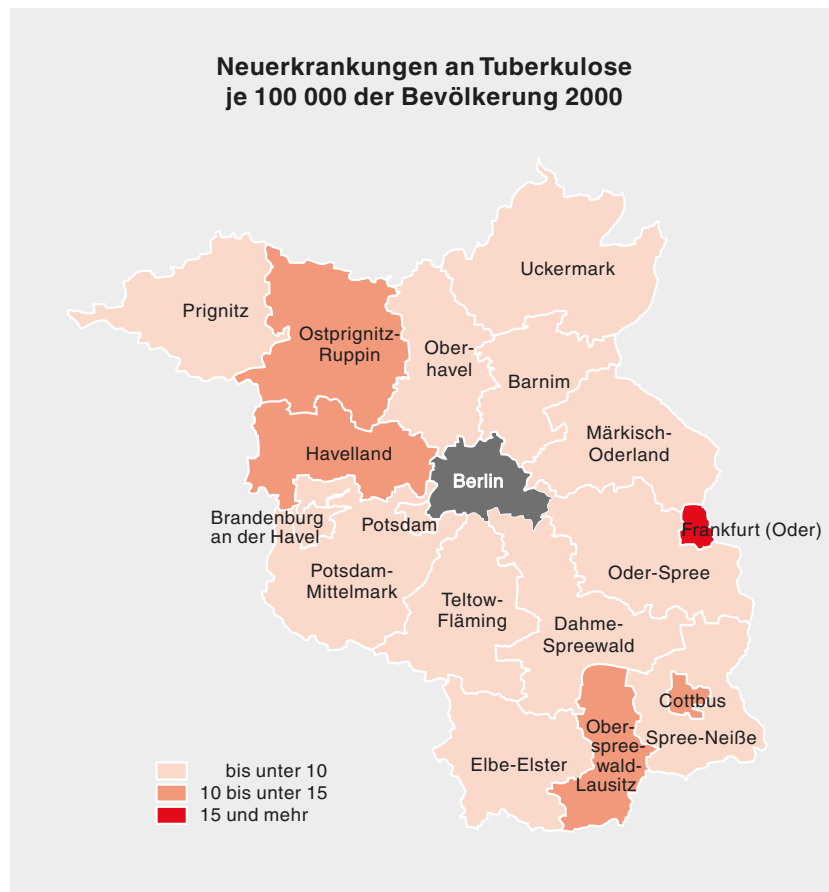 Neuerkrankungen an Tuberkulose
je 100 000 der Bevölkerung 2000
Uckermark
Prignitz
Ostprignitz-
Ruppin
Ober-
havel
Barnim
Märkisch-
Oderland
Havelland
Berlin
Brandenburg
an der Havel
Potsdam
Frankfurt (Oder)
Potsdam-
Mittelmark
Oder-Spree
Teltow-
Fläming
Dahme-
Spreewald
Cottbus
Ober-
spree-
wald-
Lausitz
Spree-Neiße
Elbe-Elster
bis unter 10
10 bis unter 15
15 und mehr